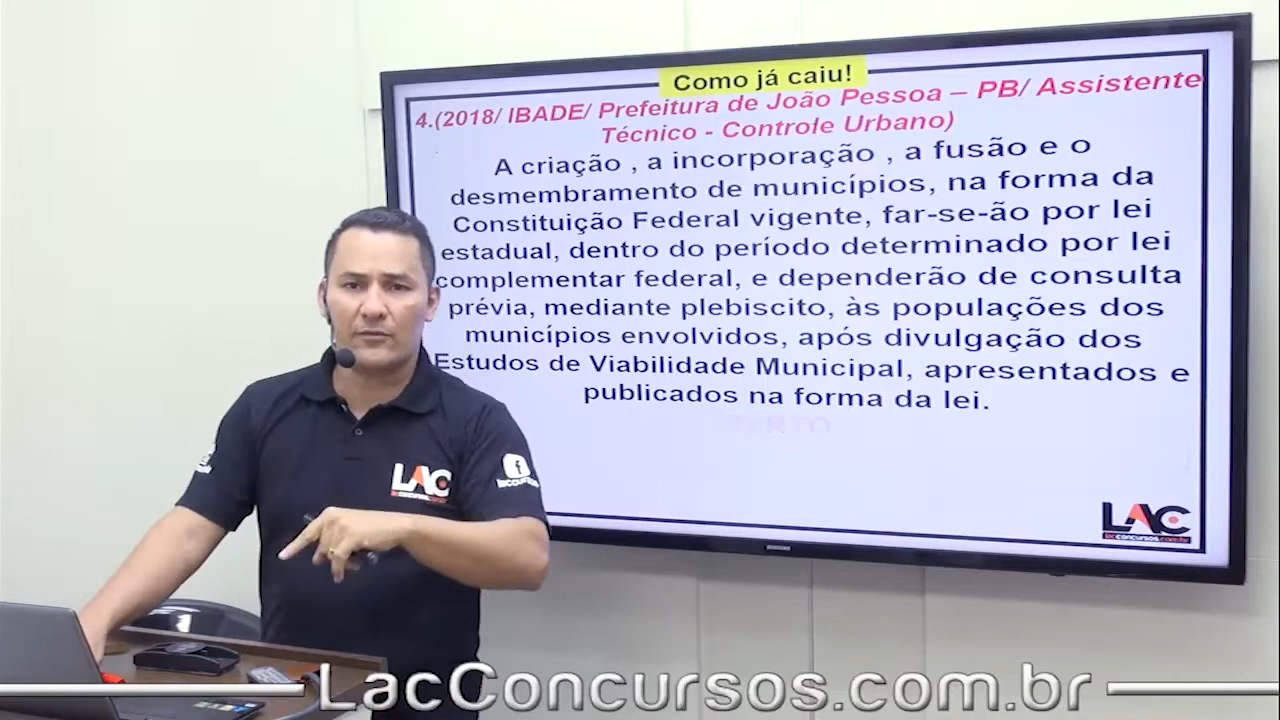 Como já caiu!
4.(2018/ IBADE/ Prefeitura de João Pessoa – PB/ Assistente
Técnico - Controle Urbano)
A criação , a incorporação , a fusão e o
desmembramento de municípios, na forma da
Constituição Federal vigente, far-se-ão por lei
estadual, dentro do período determinado por lei
complementar federal, e dependerão de consulta
prévia, mediante plebiscito, às populações dos
municípios envolvidos, após divulgação dos
Estudos de Viabilidade Municipal, apresentados e
publicados na forma da lei.
LAC
lacconcursos.com.br
LAC
LacConcursos.com.br